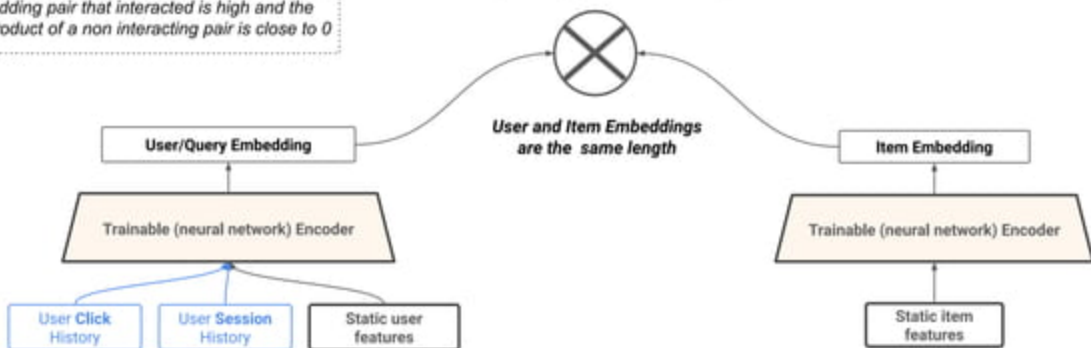 pair that interacted is high and the
product of a non interacting pair is close to 0
User and Item Embeddings
are the same length
User/Query Embedding
Item Embedding
Trainable (neural network) Encoder
Trainable (neural network) Encoder
User Click
History
User Session
History
Static user
features
Static item
features